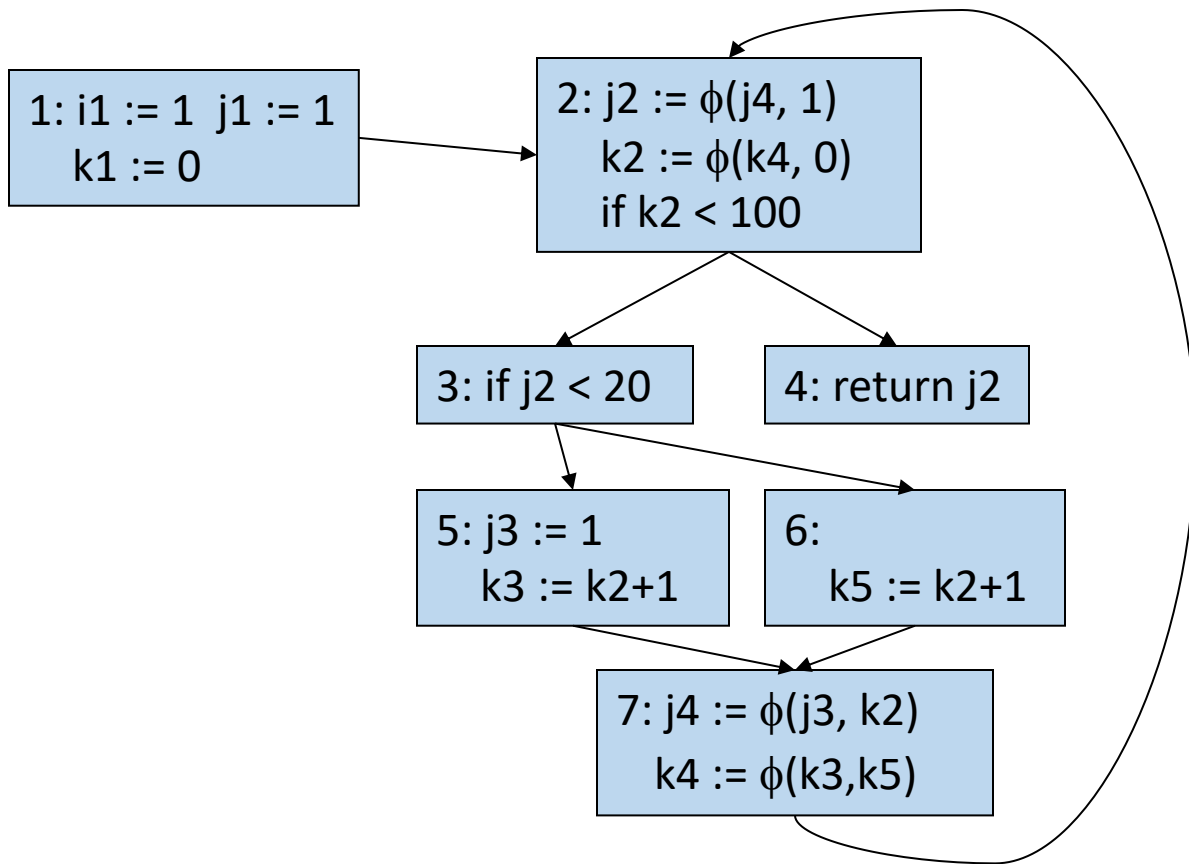 1: i1 := 1 j1 := 1
k1 := 0
2: j2 := ϕ(j4, 1)
k2 := ϕ(k4, 0)
if k2 < 100
3: if j2 < 20
4: return j2
5: j3 := 1
k3 := k2+1
6:
k5 := k2+1
7: j4 := ϕ(j3, k2)
k4 := ϕ(k3,k5)